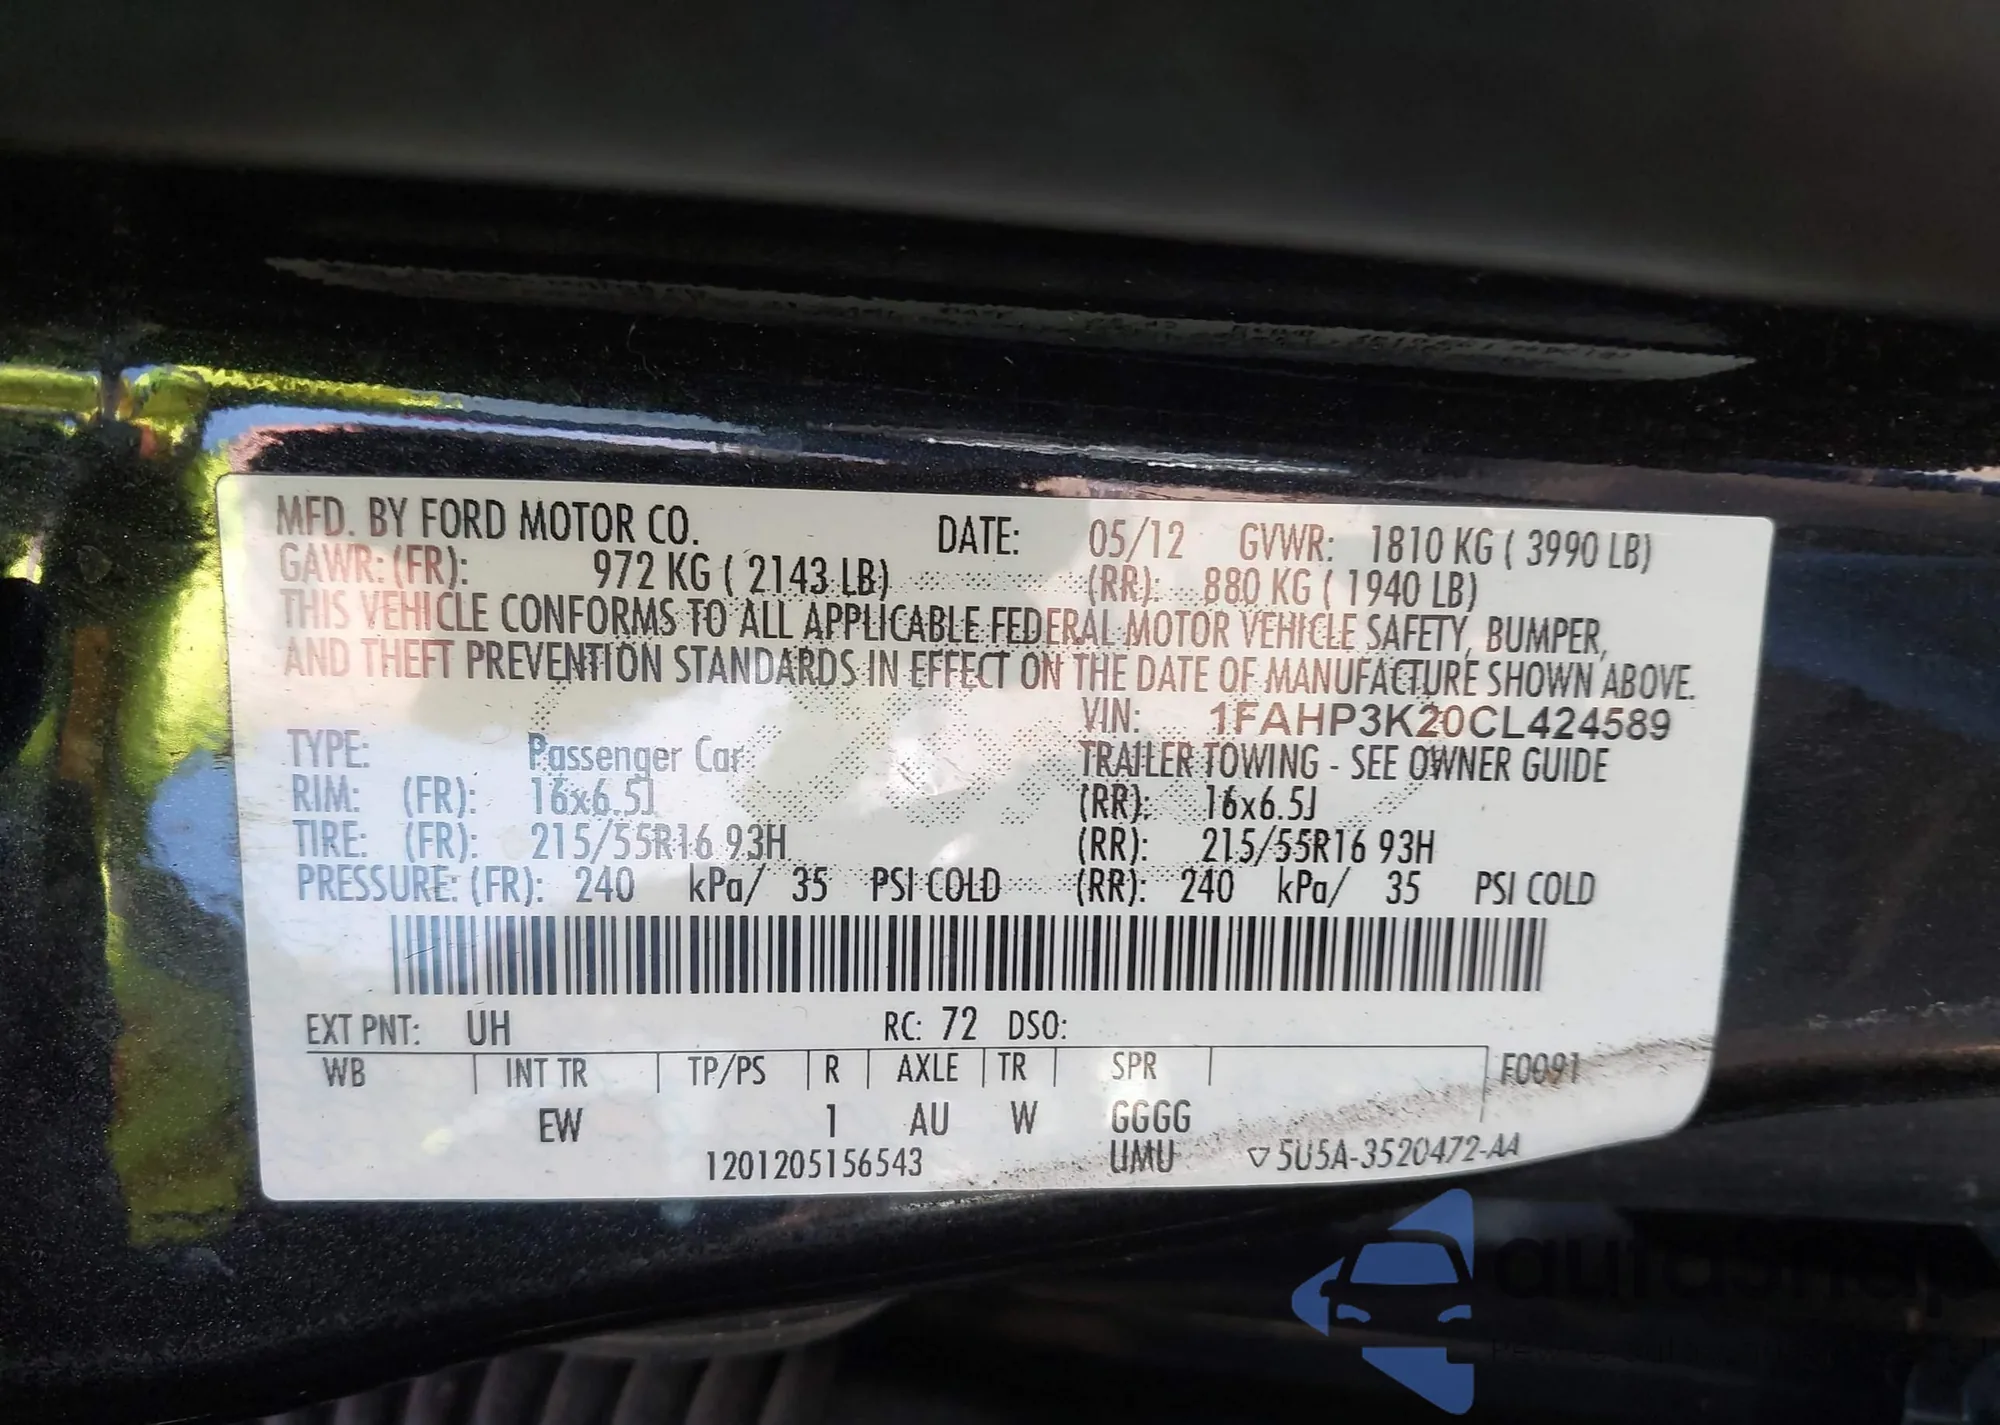 MFD. BY FORD MOTOR CO. DATE: 05/12 GVWR: 1810 KG ( 3990 LB)
GAWR: (FR): 972 KG ( 2143 LB) (RR): 880 KG ( 1940 LB)
THIS VEHICLE CONFORMS TO ALL APPLICABLE FEDERAL MOTOR VEHICLE SAFETY, BUMPER,
AND THEFT PREVENTION STANDARDS IN EFFECT ON THE DATE OF MANUFACTURE SHOWN ABOVE.
VIN: 1FAHP3K20CL424589
TYPE: Passenger Car TRAILER TOWING - SEE OWNER GUIDE
RIM: (FR): 16x6.5J (RR): 16x6.5J
TIRE: (FR): 215/55R16 93H (RR): 215/55R16 93H
PRESSURE: (FR): 240 kPa/ 35 PSI COLD (RR): 240 kPa/ 35 PSI COLD
EXT PNT: UH RC: 72 DSO:
WB INT TR TP/PS R AXLE TR SPR F0091
EW 1 AU W GGGG
1201205156543 UMU ▽5U5A-3520472-AA
autosnap